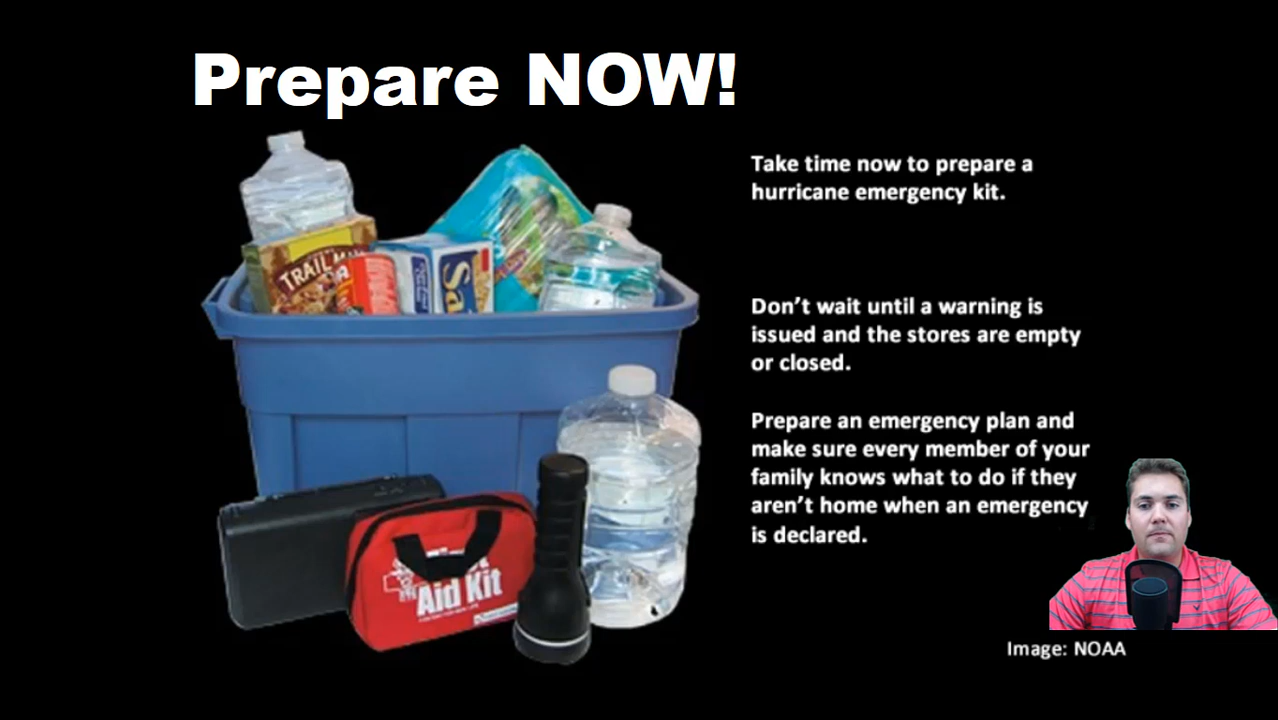 Prepare NOW!
Take time now to prepare a
hurricane emergency kit.
TRAIL
Sa
Don’t wait until a warning is
issued and the stores are empty
or closed.
Prepare an emergency plan and
make sure every member of your
family knows what to do if they
aren’t home when an emergency
is declared.
Aid Kit
Image: NOAA